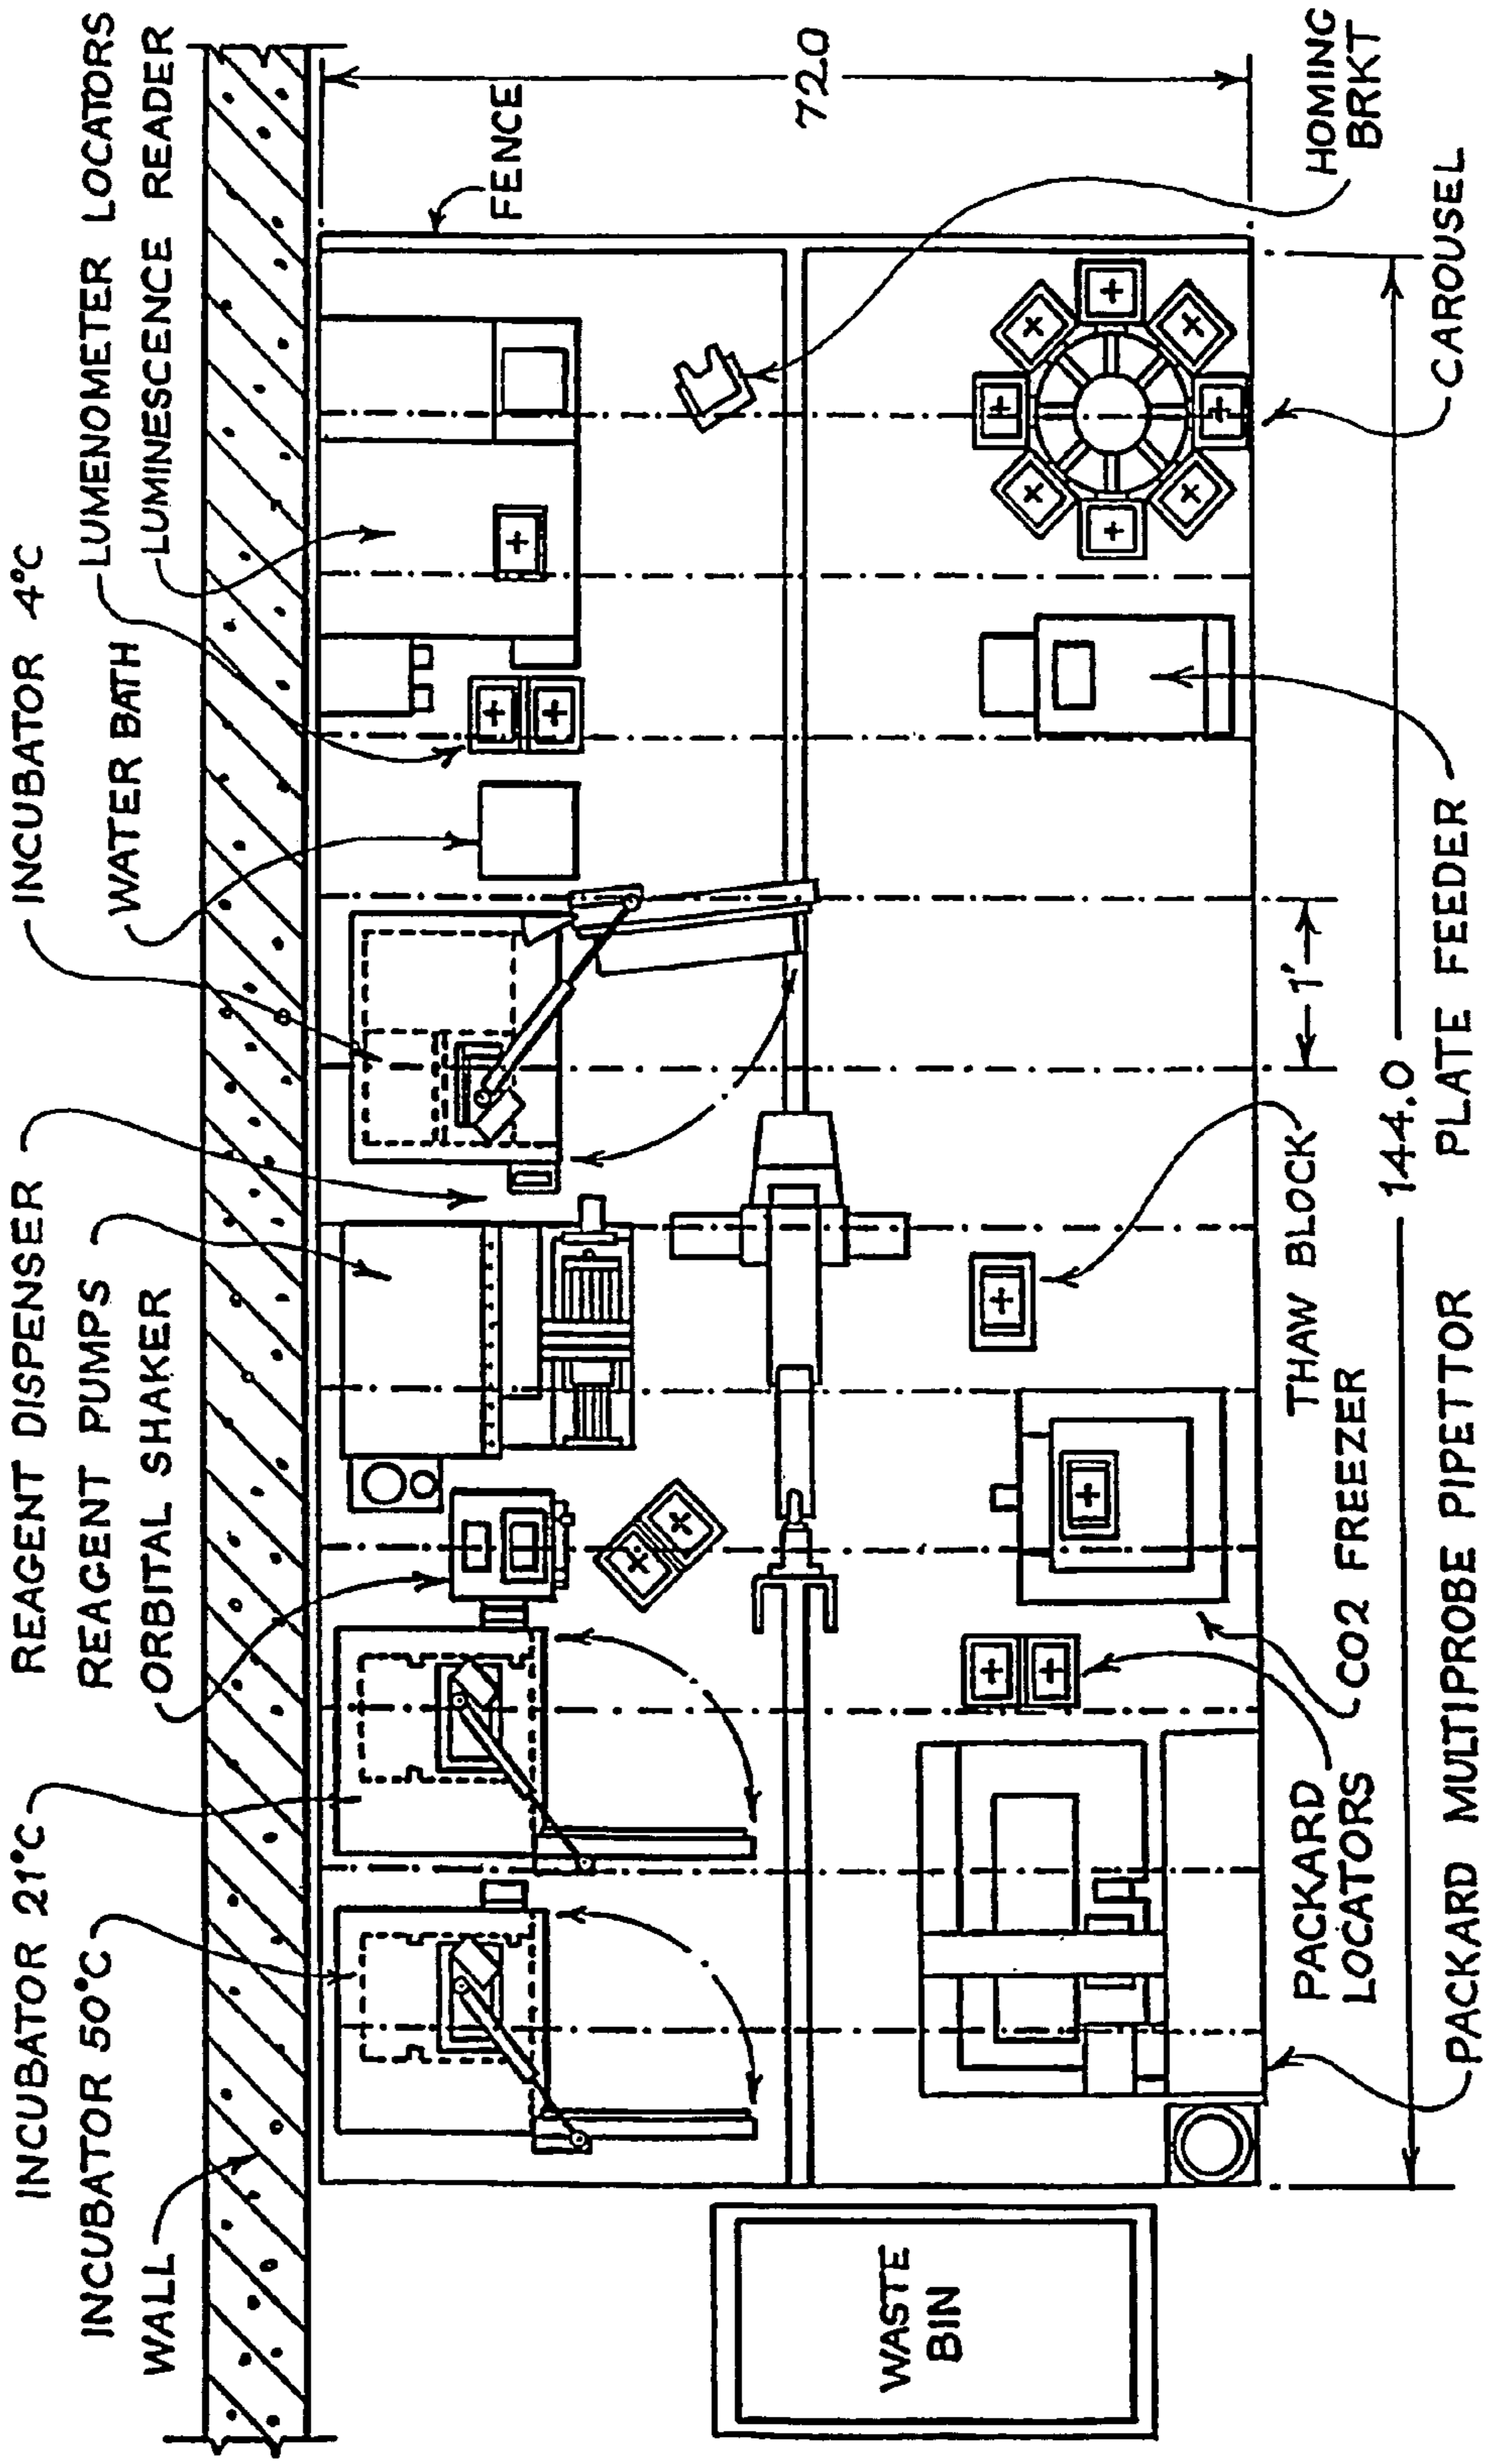 INCUBATOR 21°C
INCUBATOR 50°C
WALL
REAGENT DISPENSER
REAGENT PUMPS
ORBITAL SHAKER
INCUBATOR 4°C
WATER BATH
LUMENOMETER LOCATORS
LUMINESCENCE READER
FENCE
72.0
HOMING
BRKT
WASTE
BIN
1'
THAW BLOCK
CO2 FREEZER
PACKARD
LOCATORS
144.0
CAROUSEL
PLATE FEEDER
PACKARD MULTIPROBE PIPETTOR